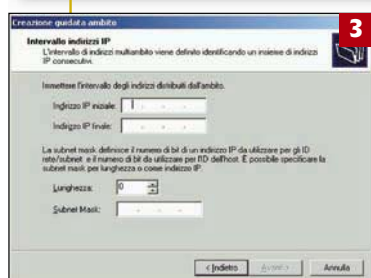 Creazione guidata ambito
3
Intervallo indirizzi IP
L'intervallo di indirizzi multiambito viene definito identificando un insieme di indirizzi
IP consecutivi.
Immettere l'intervallo degli indirizzi distribuiti dall'ambito.
Indirizzo IP iniziale:
Indirizzo IP finale:
La subnet mask definisce il numero di bit di un indirizzo IP da utilizzare per gli ID
rete/subnet e il numero di bit da utilizzare per l'ID dell'host. È possibile specificare la
subnet mask per lunghezza o come indirizzo IP.
Lunghezza: 0
Subnet Mask:
< Indietro Avanti > Annulla